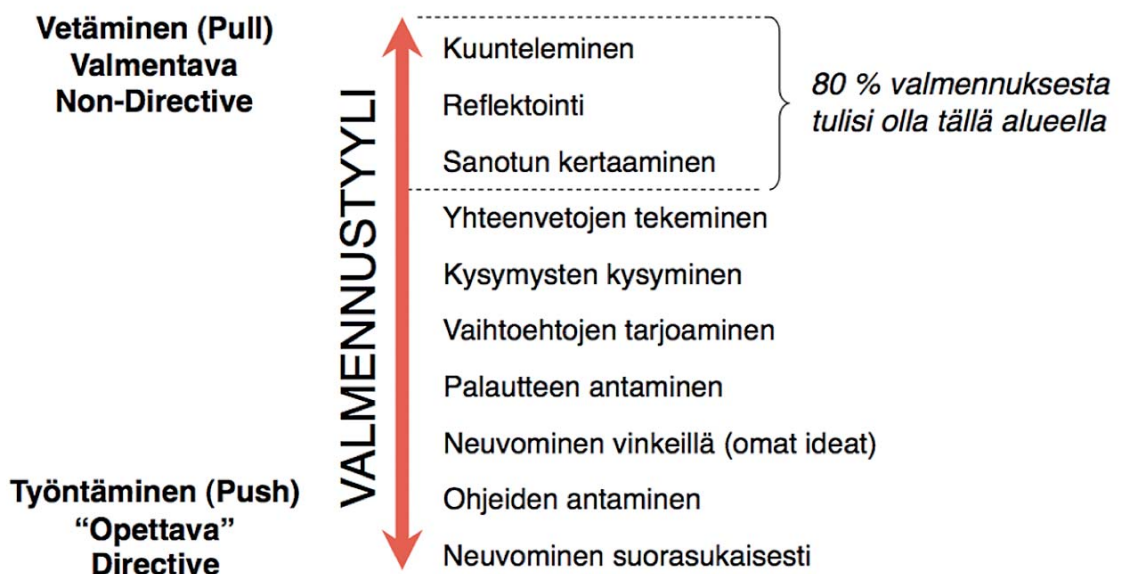 Vetäminen (Pull)
Valmentava
Non-Directive
VALMENNUSTYYLI
Kuunteleminen
Reflektointi
Sanotun kertaaminen
80 % valmennuksesta
tulisi olla tällä alueella
Yhteenvetojen tekeminen
Kysymysten kysyminen
Vaihtoehtojen tarjoaminen
Palautteen antaminen
Neuvominen vinkeillä (omat ideat)
Ohjeiden antaminen
Neuvominen suorasukaisesti
Työntäminen (Push)
“Opettava”
Directive